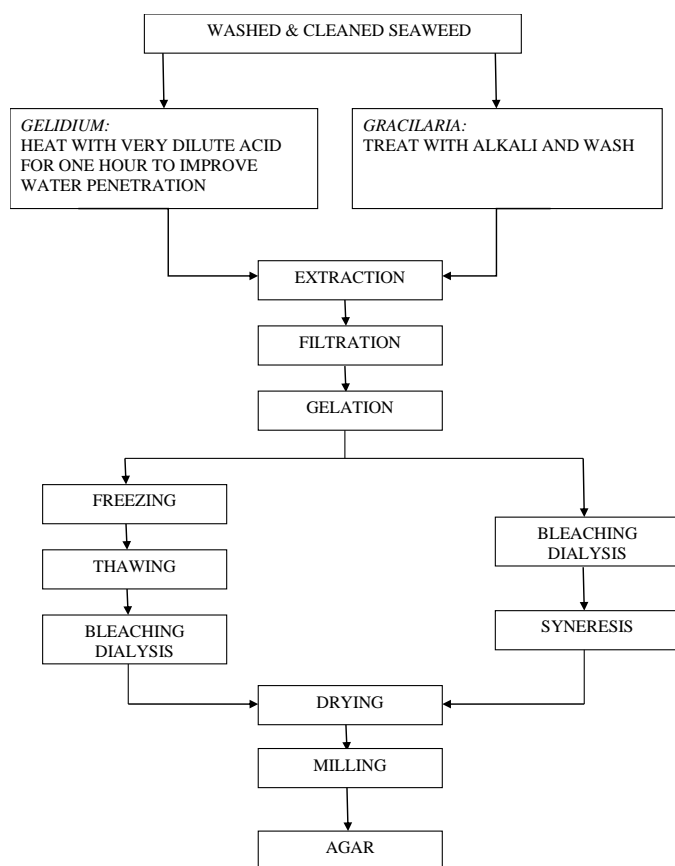 WASHED & CLEANED SEAWEED
GELIDIUM:
HEAT WITH VERY DILUTE ACID
FOR ONE HOUR TO IMPROVE
WATER PENETRATION
GRACILARIA:
TREAT WITH ALKALI AND WASH
EXTRACTION
FILTRATION
GELATION
FREEZING
THAWING
BLEACHING
DIALYSIS
BLEACHING
DIALYSIS
SYNERESIS
DRYING
MILLING
AGAR